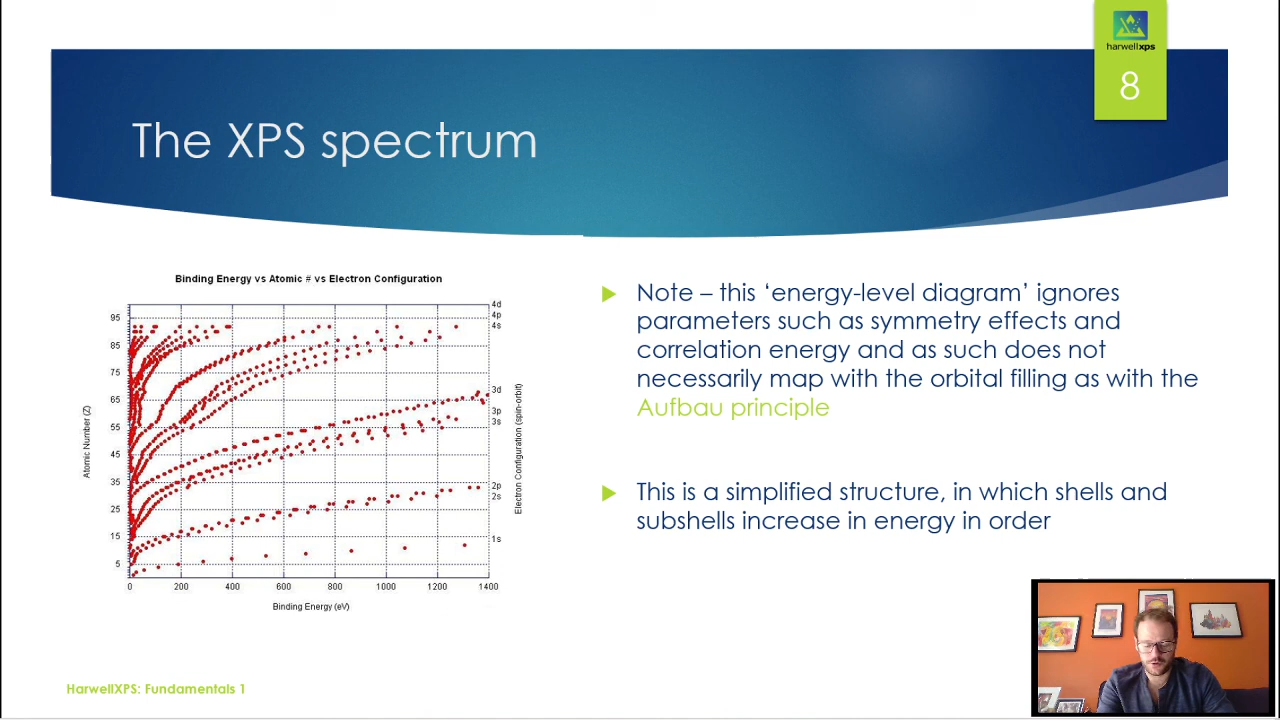 harwellxps
8
The XPS spectrum
Binding Energy vs Atomic # vs Electron Configuration
Note – this ‘energy-level diagram’ ignores
parameters such as symmetry effects and
correlation energy and as such does not
necessarily map with the orbital filling as with the
Aufbau principle
This is a simplified structure, in which shells and
subshells increase in energy in order
95
85
75
65
55
45
35
25
15
5
Atomic Number (Z)
4d
4p
4s
3d
3p
3s
2p
2s
1s
Electron Configuration (spin-orbit)
0 200 400 600 800 1000 1200 1400
Binding Energy (eV)
HarwellXPS: Fundamentals 1